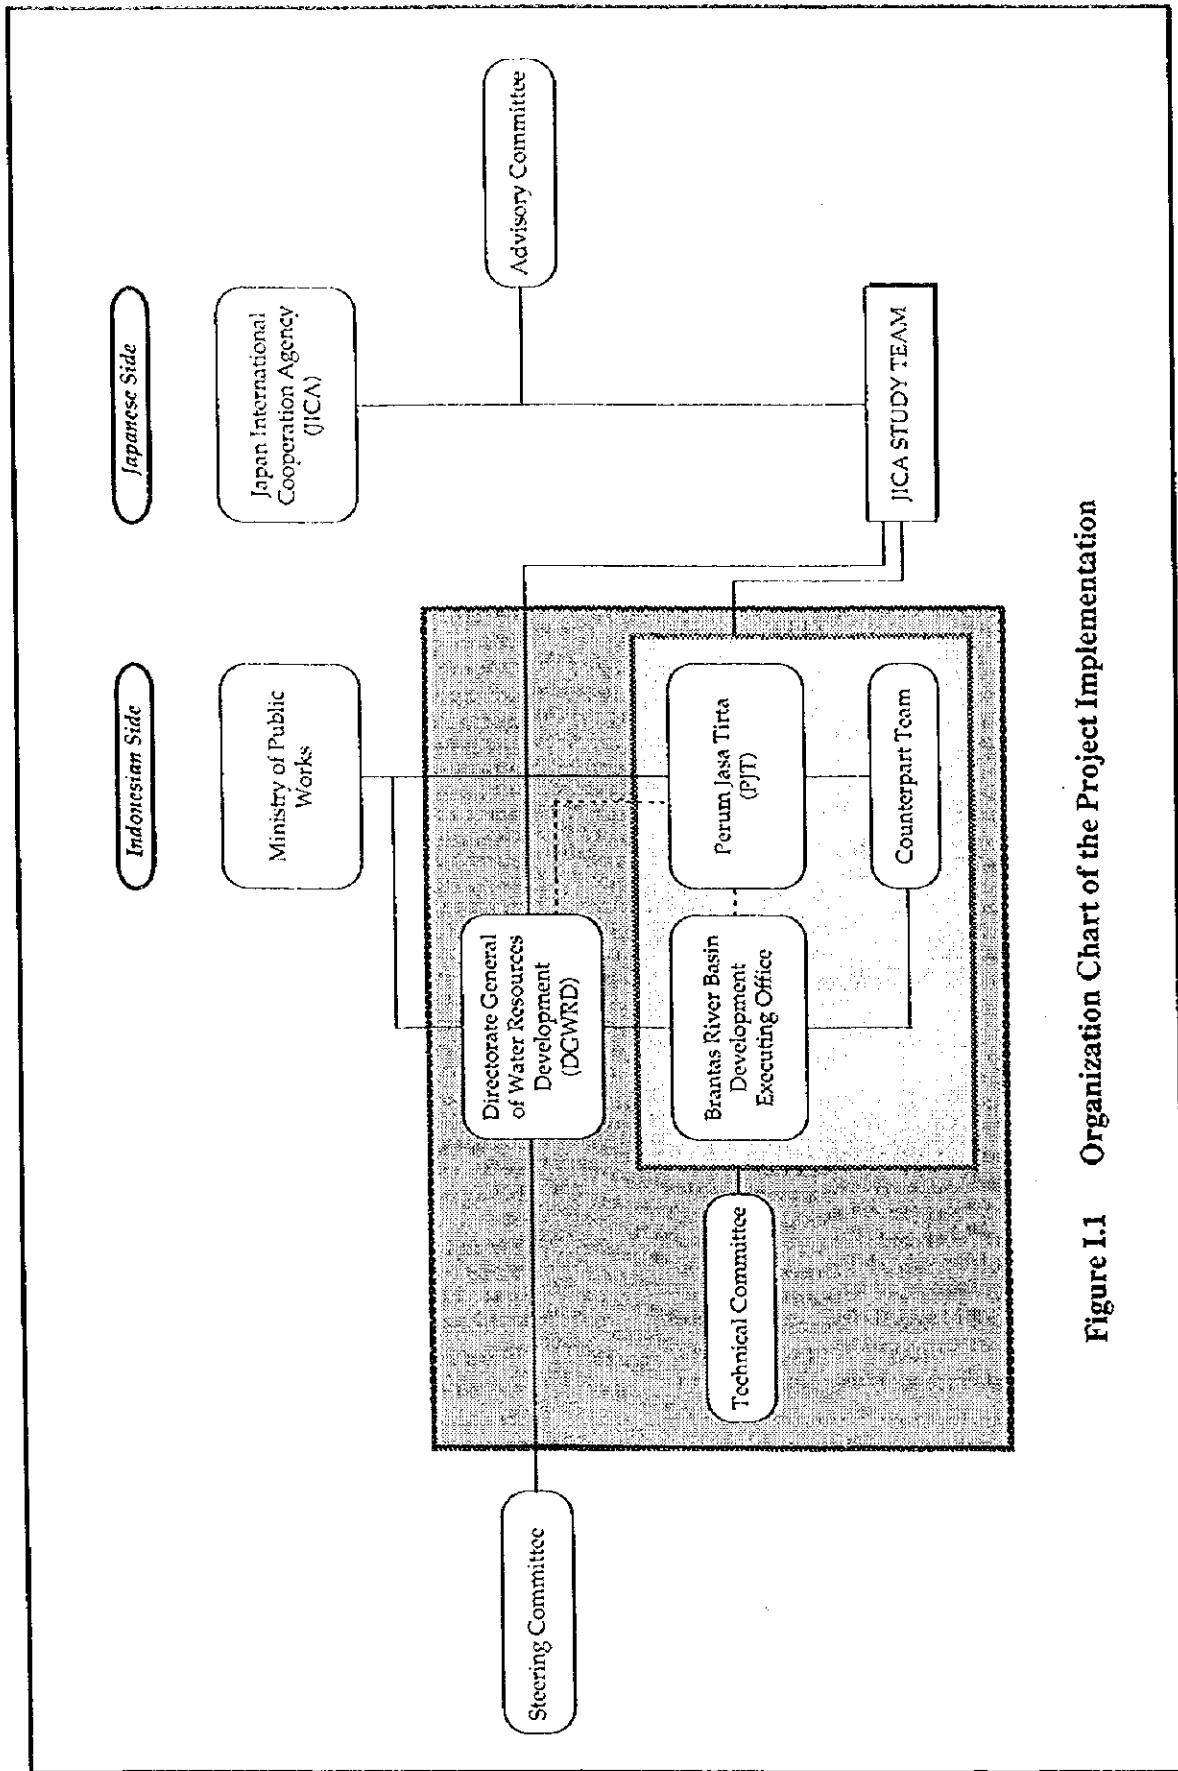 Indonesian Side
Japanese Side
Ministry of Public
Works
Japan International
Cooperation Agency
(JICA)
Steering Committee
Directorate General
of Water Resources
Development
(DGWRD)
Advisory Committee
Technical Committee
Brantas River Basin
Development
Executing Office
Perum Jasa Tirta
(PJT)
Counterpart Team
JICA STUDY TEAM
Figure I.1 Organization Chart of the Project Implementation